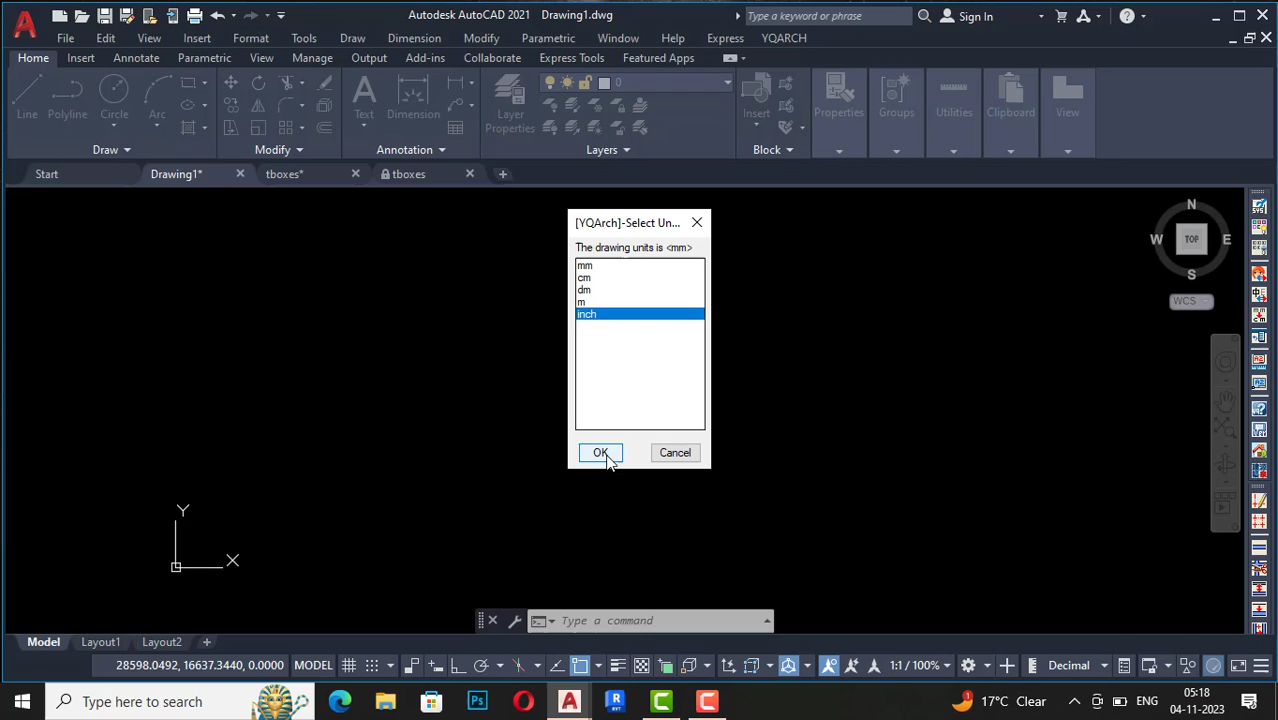 Autodesk AutoCAD 2021 Drawing1.dwg
Type a keyword or phrase
Sign In
File Edit View Insert Format Tools Draw Dimension Modify Parametric Window Help Express YQARCH
Home Insert Annotate Parametric View Manage Output Add-ins Collaborate Express Tools Featured Apps
0
Line Polyline Circle Arc Text Dimension Layer Properties Insert Properties Groups Utilities Clipboard View
Draw Modify Annotation Layers Block
Start Drawing1* tboxes* tboxes
[YQArch]-Select Un...
The drawing units is <mm>
mm
cm
dm
m
inch
OK Cancel
N
W TOP E
S
WCS
Y
X
Type a command
Model Layout1 Layout2
28598.0492, 16637.3440, 0.0000 MODEL 1:1 / 100% Decimal
Type here to search
Ps
17°C Clear
ENG
05:18
04-11-2023